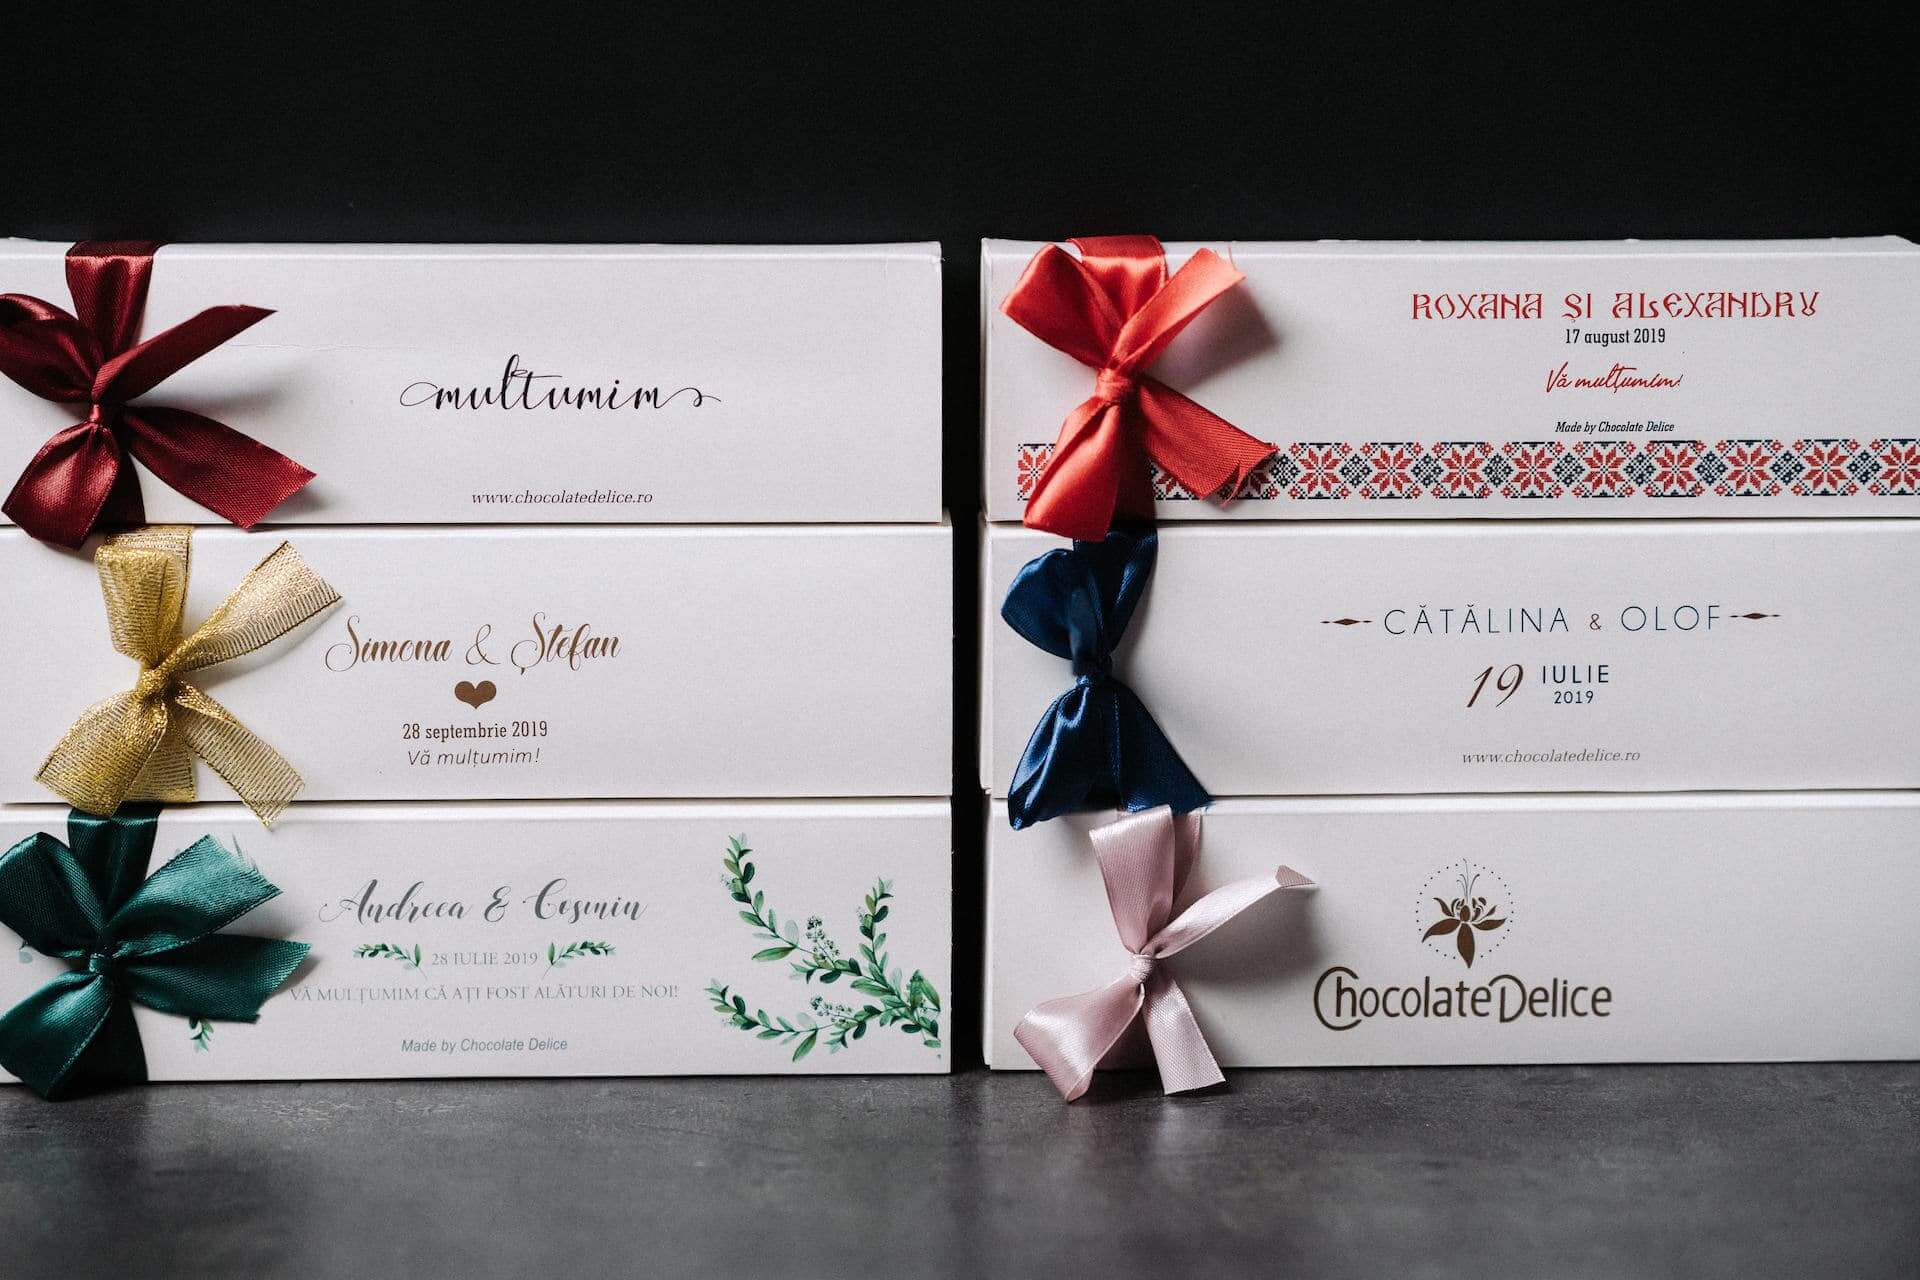 multumim
www.chocolatedelice.ro
Simona & Ștefan
28 septembrie 2019
Vă mulțumim!
Andreea & Cosmin
28 IULIE 2019
VĂ MULȚUMIM CĂ AȚI FOST ALĂTURI DE NOI!
Made by Chocolate Delice
ROXANA ȘI ALEXANDRU
17 august 2019
Vă mulțumim!
Made by Chocolate Delice
CĂTĂLINA & OLOF
19 IULIE
2019
www.chocolatedelice.ro
ChocolateDelice